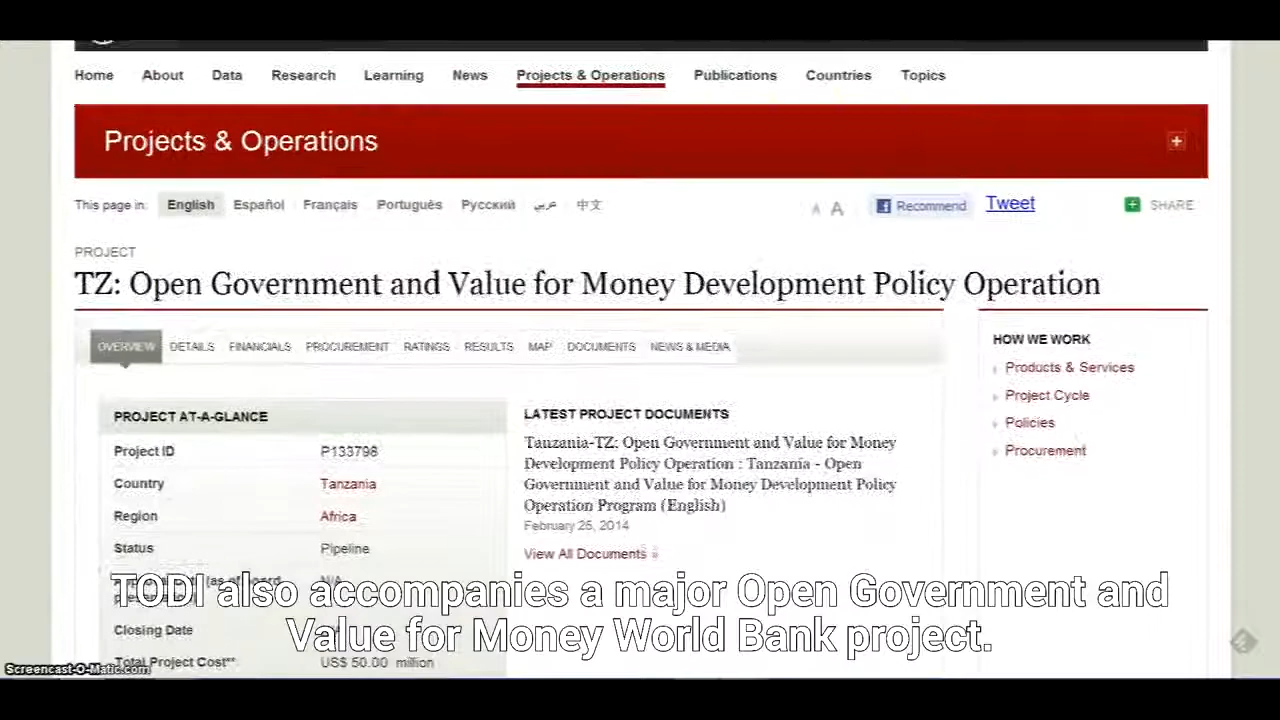 Home About Data Research Learning News Projects & Operations Publications Countries Topics
Projects & Operations
This page in: English Español Français Português Русский عربي 中文 A A Recommend Tweet SHARE
PROJECT
TZ: Open Government and Value for Money Development Policy Operation
OVERVIEW DETAILS FINANCIALS PROCUREMENT RATINGS RESULTS MAP DOCUMENTS NEWS & MEDIA
HOW WE WORK
Products & Services
Project Cycle
Policies
Procurement
PROJECT AT-A-GLANCE
Project ID P133798
Country Tanzania
Region Africa
Status Pipeline
(as of board N/A
Closing Date
Total Project Cost** US$ 50.00 million
LATEST PROJECT DOCUMENTS
Tanzania-TZ: Open Government and Value for Money
Development Policy Operation : Tanzania - Open
Government and Value for Money Development Policy
Operation Program (English)
February 25, 2014
View All Documents
TODI also accompanies a major Open Government and
Value for Money World Bank project.
Screencast-O-Matic.com